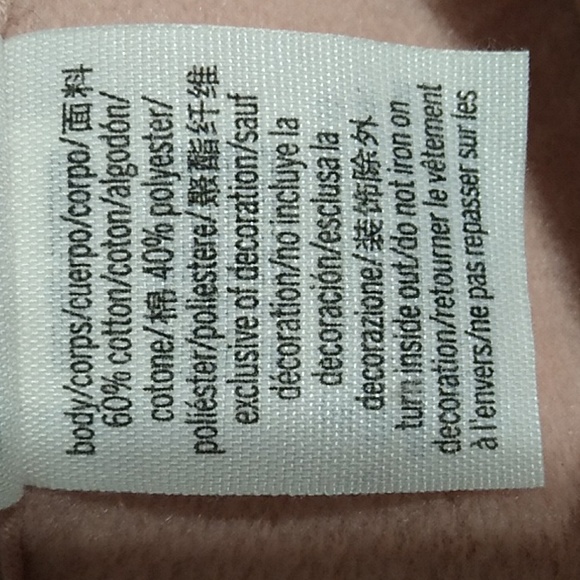 body/corps/cuerpo/corpo/面料
60% cotton/coton/algodón/
cotone/棉 40% polyester/
poliéster/poliestere/聚酯纤维
exclusive of decoration/sauf
décoration/no incluye la
decoración/esclusa la
decorazione/装饰除外
turn inside out/do not iron on
decoration/retourner le vêtement
à l'envers/ne pas repasser sur les